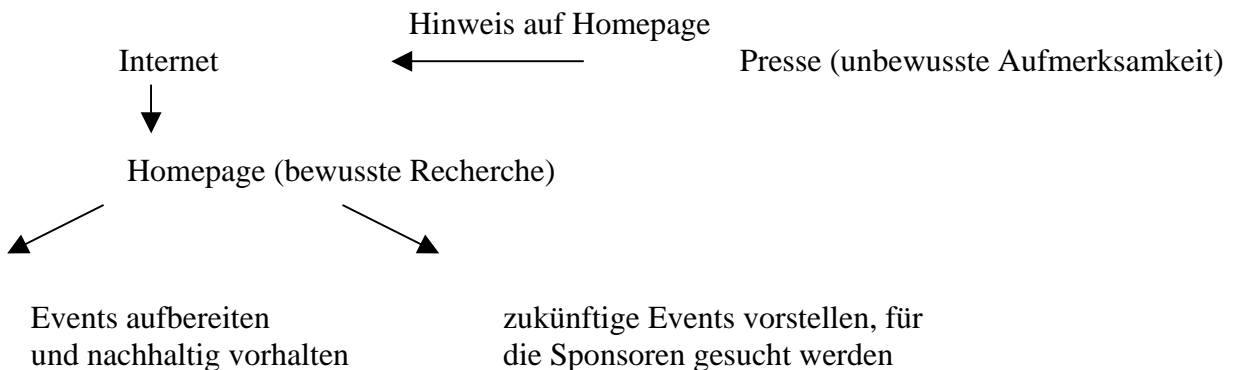 Hinweis auf Homepage
Internet
Presse (unbewusste Aufmerksamkeit)
Homepage (bewusste Recherche)
Events aufbereiten
und nachhaltig vorhalten
zukünftige Events vorstellen, für
die Sponsoren gesucht werden